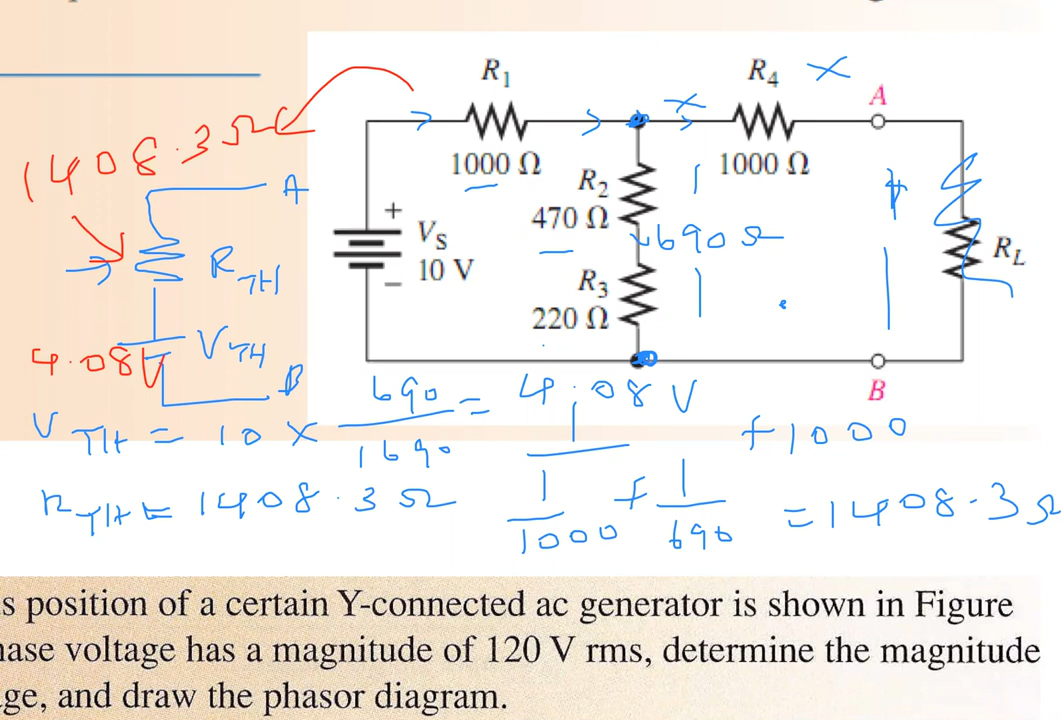 R1
R4
A
1408.3Ω
1000 Ω
R2
1000 Ω
A
+
VS
470 Ω
690Ω
RL
RTH
10 V
−
R3
220 Ω
4.08V
VTH
B
B
VTH = 10 × 690/1690 = 4.08 V
RTH = 1408.3 Ω
1/(1/1000 + 1/690) + 1000 = 1408.3Ω
s position of a certain Y-connected ac generator is shown in Figure
hase voltage has a magnitude of 120 V rms, determine the magnitude
ge, and draw the phasor diagram.